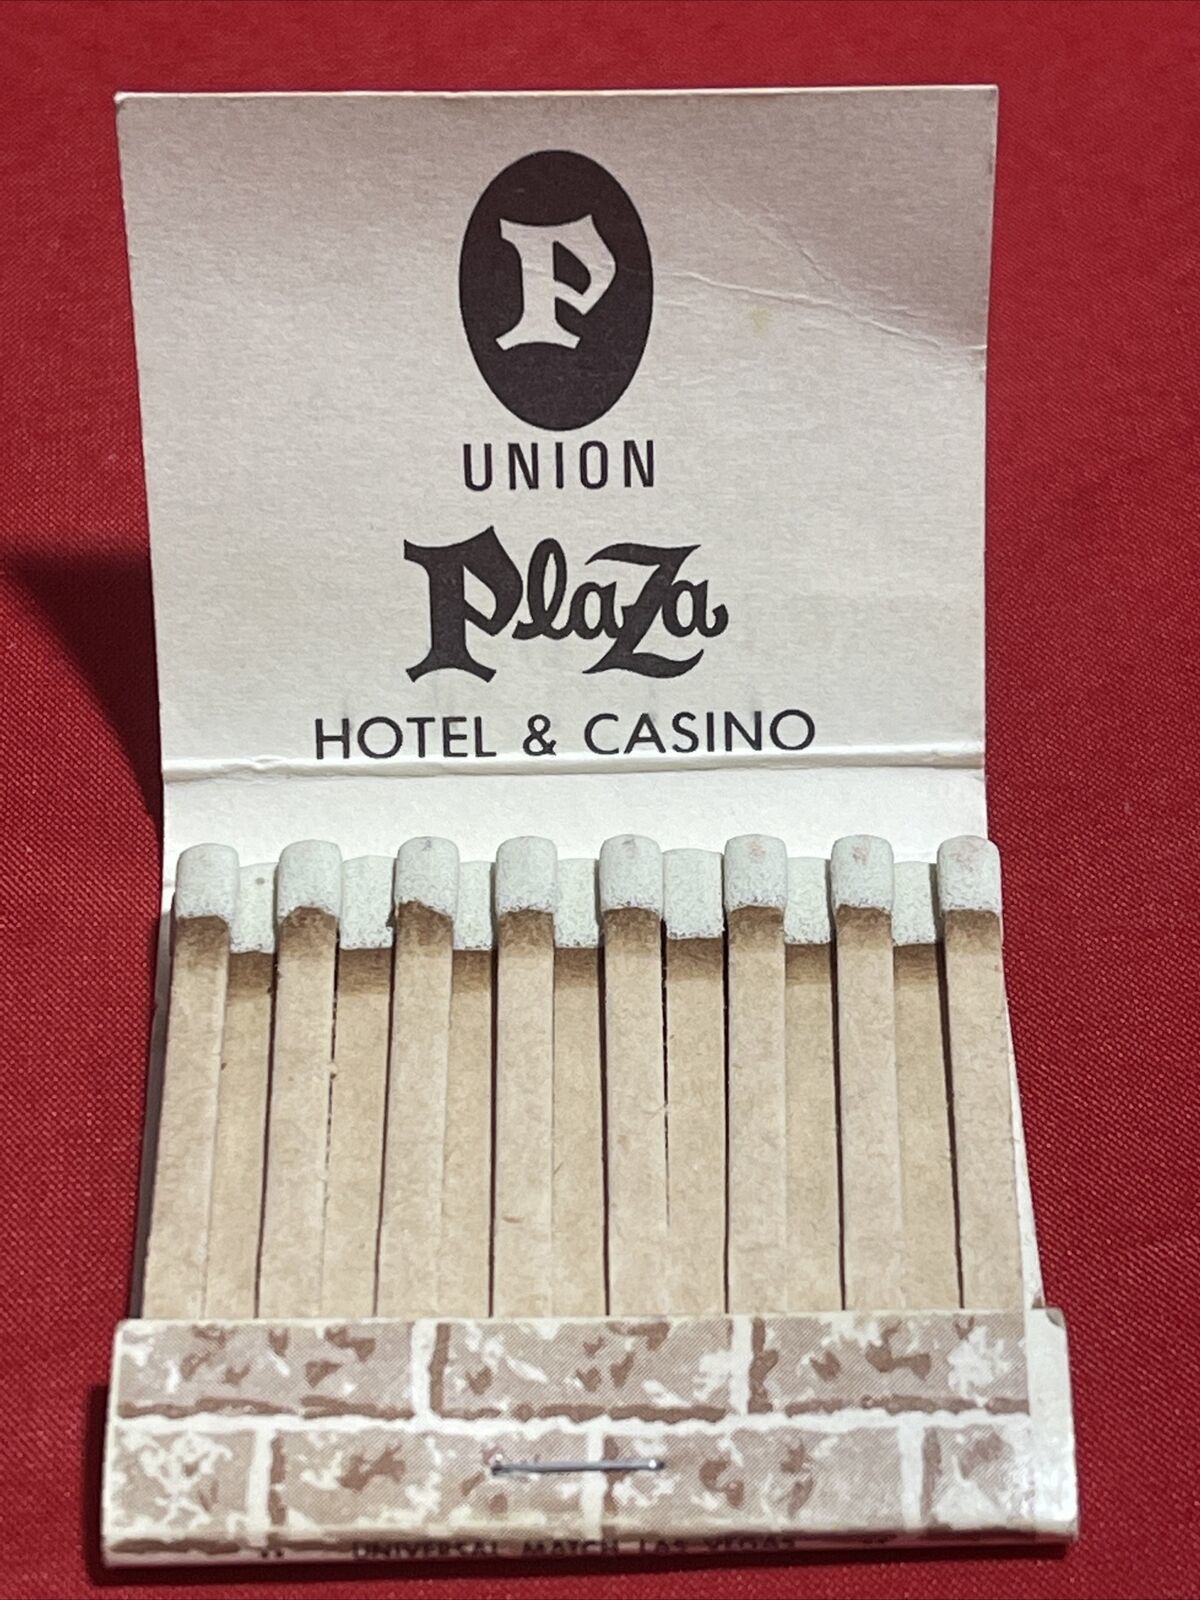 P
UNION
PlaZa
HOTEL & CASINO
UNIVERSAL MATCH LAS VEGAS